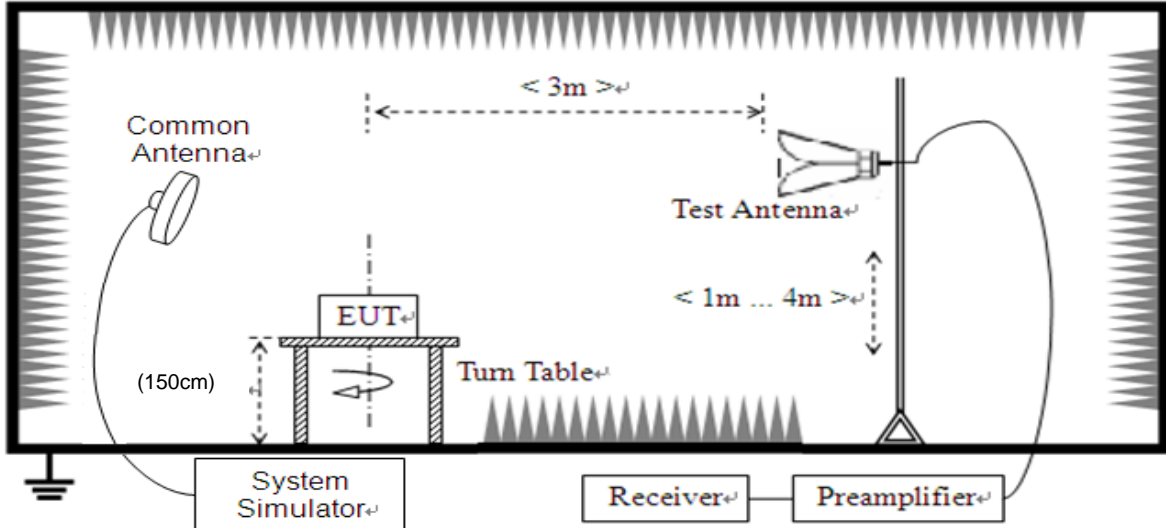 < 3m >↵
Common
Antenna↵
Test Antenna↵
< 1m ... 4m >↵
EUT↵
(150cm)
Turn Table↵
System
Simulator↵
Receiver↵
Preamplifier↵